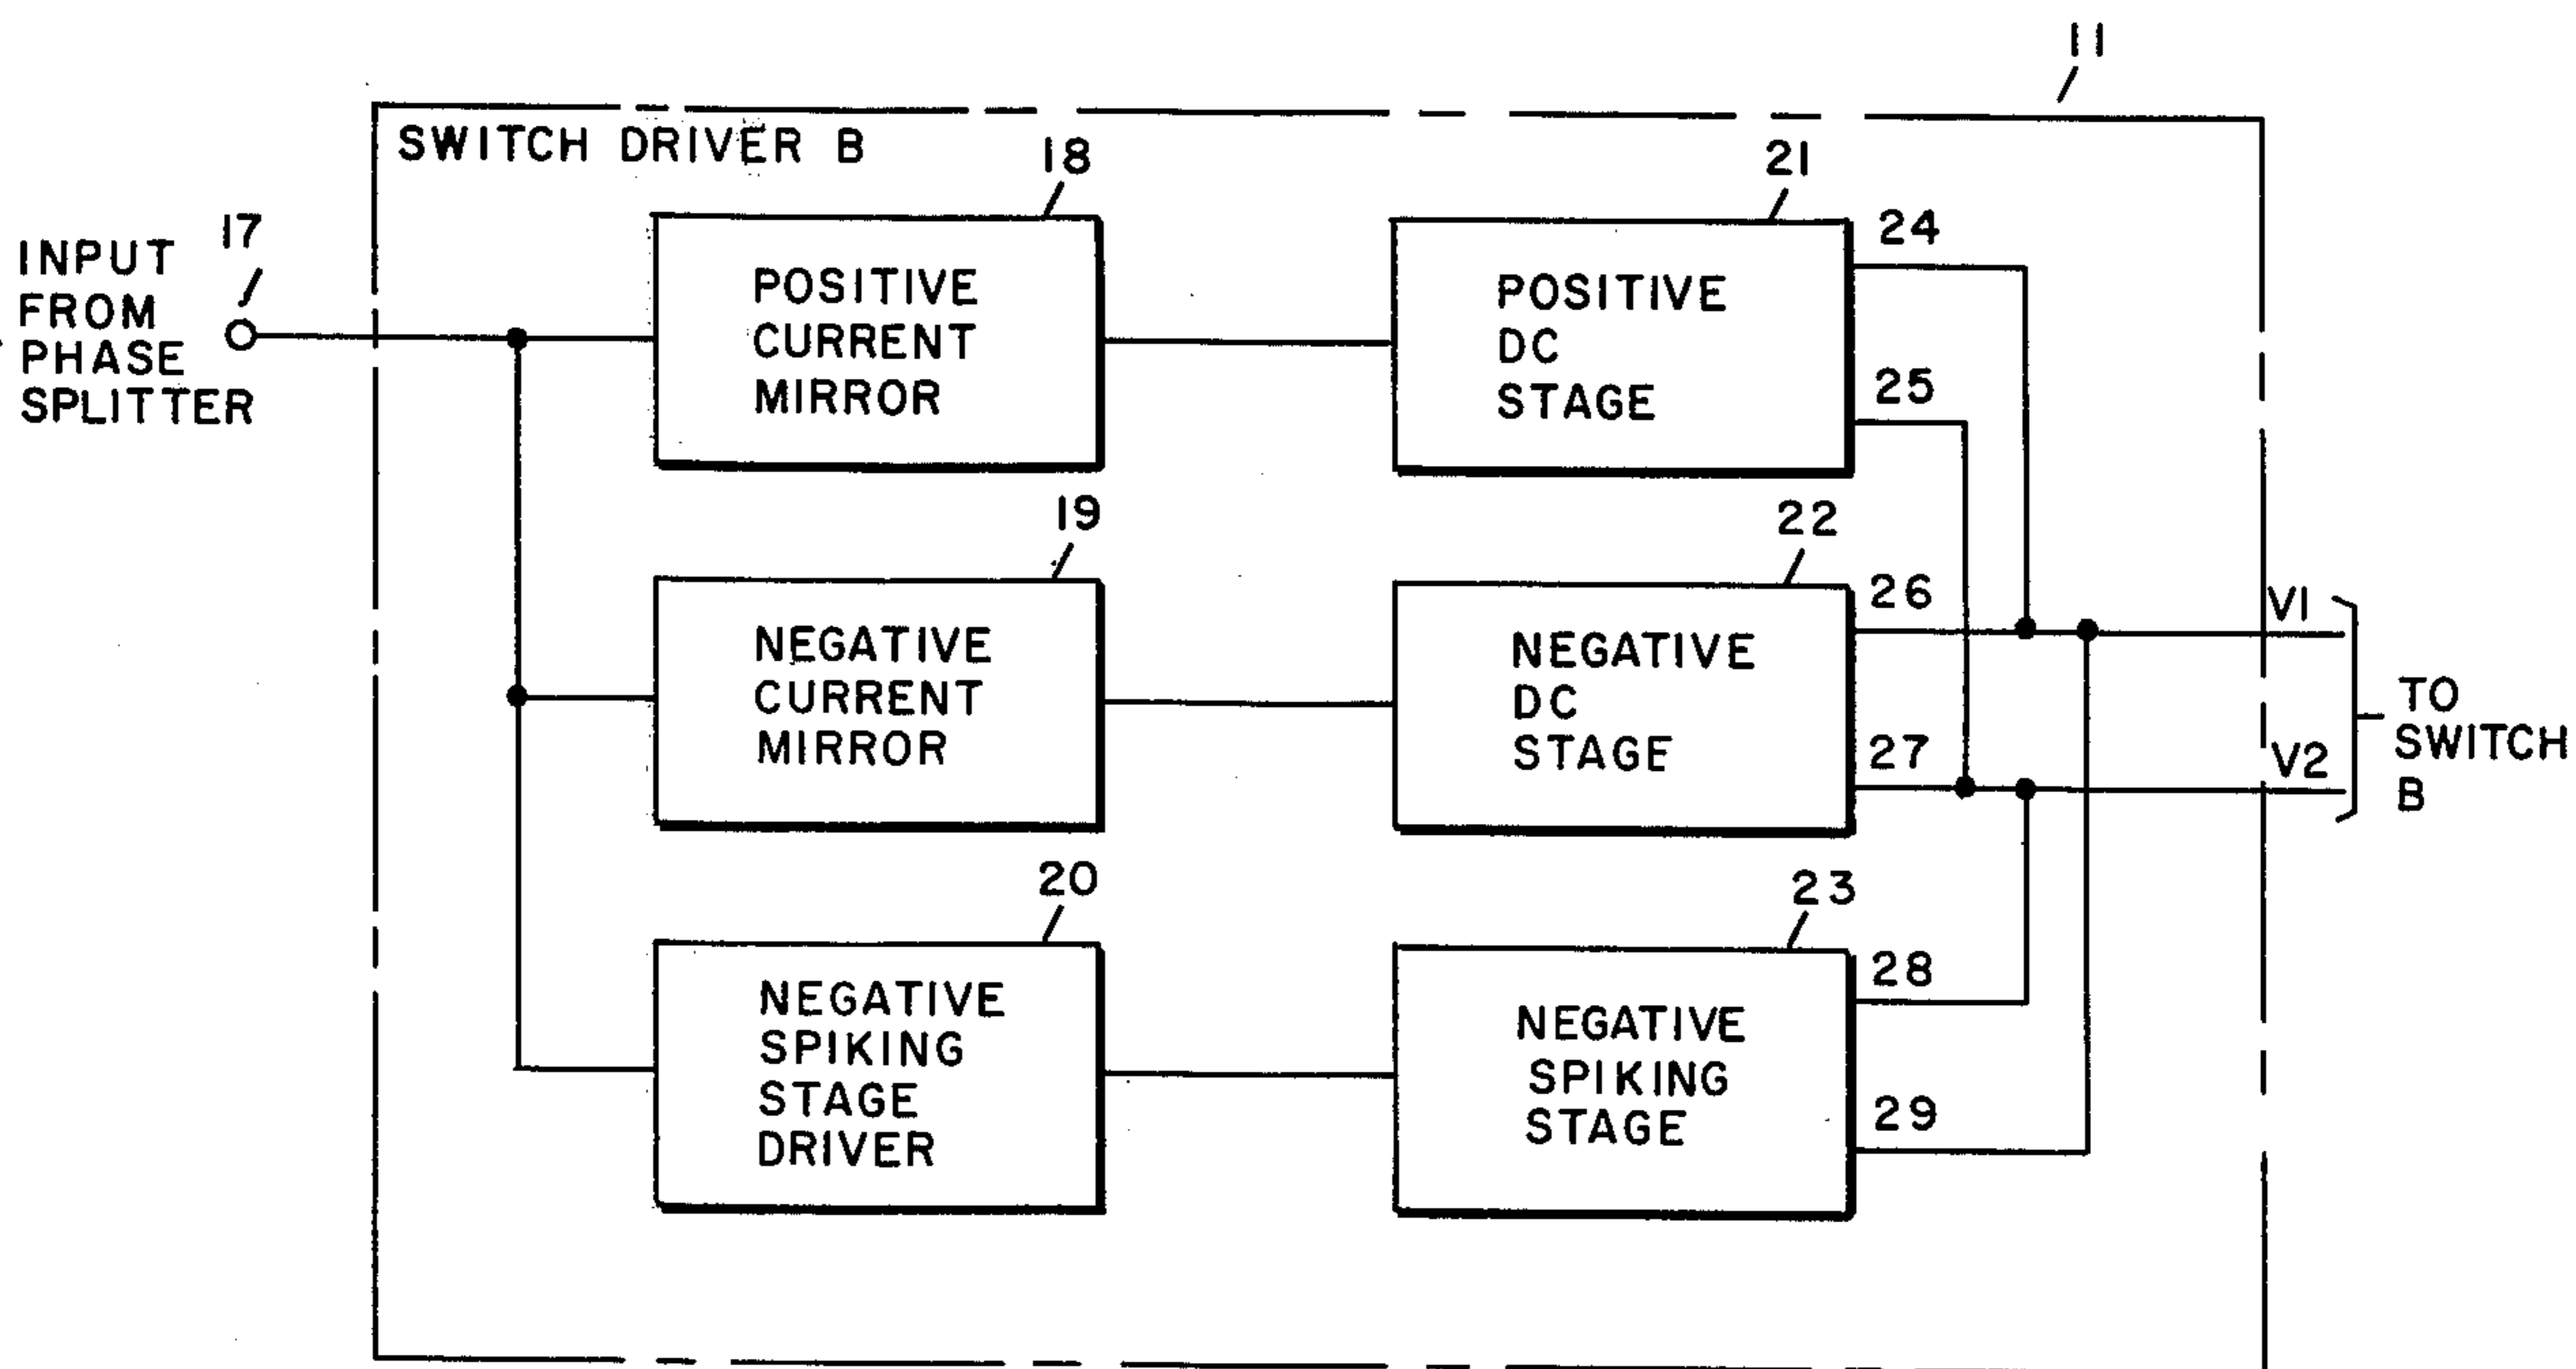 11
SWITCH DRIVER B
18
21
17
INPUT
FROM
PHASE
SPLITTER
POSITIVE
CURRENT
MIRROR
POSITIVE
DC
STAGE
24
25
19
22
NEGATIVE
CURRENT
MIRROR
NEGATIVE
DC
STAGE
26
27
V1
V2
TO
SWITCH
B
20
23
NEGATIVE
SPIKING
STAGE
DRIVER
NEGATIVE
SPIKING
STAGE
28
29